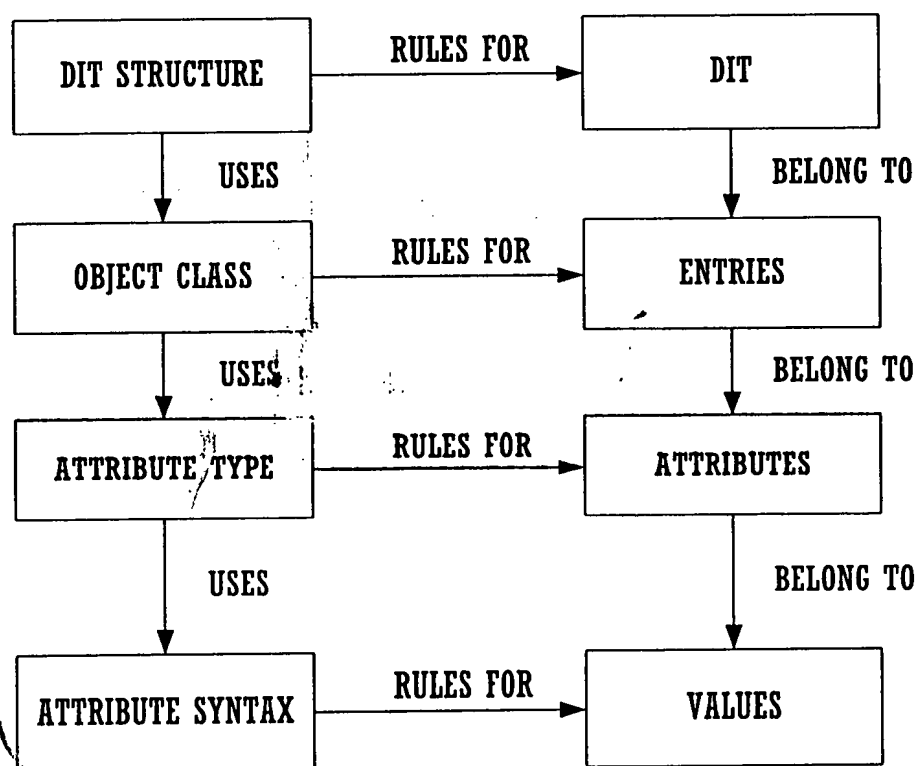 DIT STRUCTURE
RULES FOR
DIT
USES
BELONG TO
OBJECT CLASS
RULES FOR
ENTRIES
USES
BELONG TO
ATTRIBUTE TYPE
RULES FOR
ATTRIBUTES
USES
BELONG TO
ATTRIBUTE SYNTAX
RULES FOR
VALUES